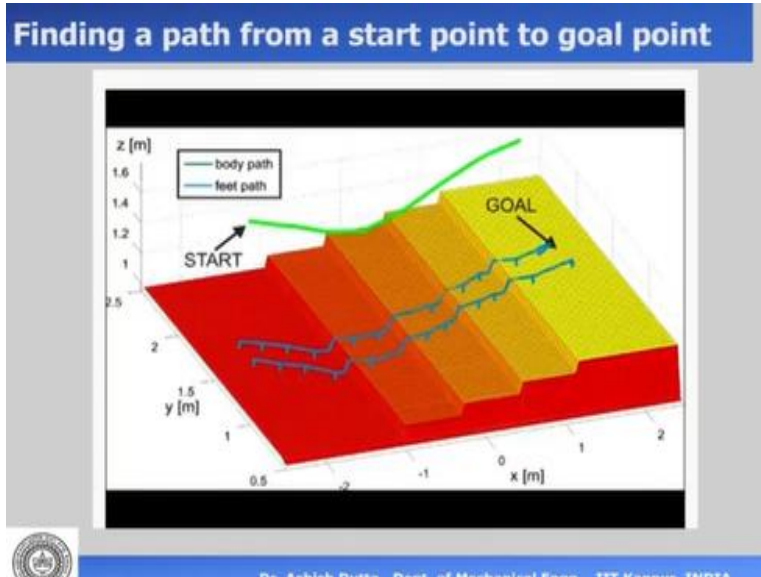 Finding a path from a start point to goal point
z [m]
1.6
1.4
1.2
1
body path
feet path
START
GOAL
2.5
2
1.5
1
0.5
y [m]
-2
-1
0
1
2
x [m]